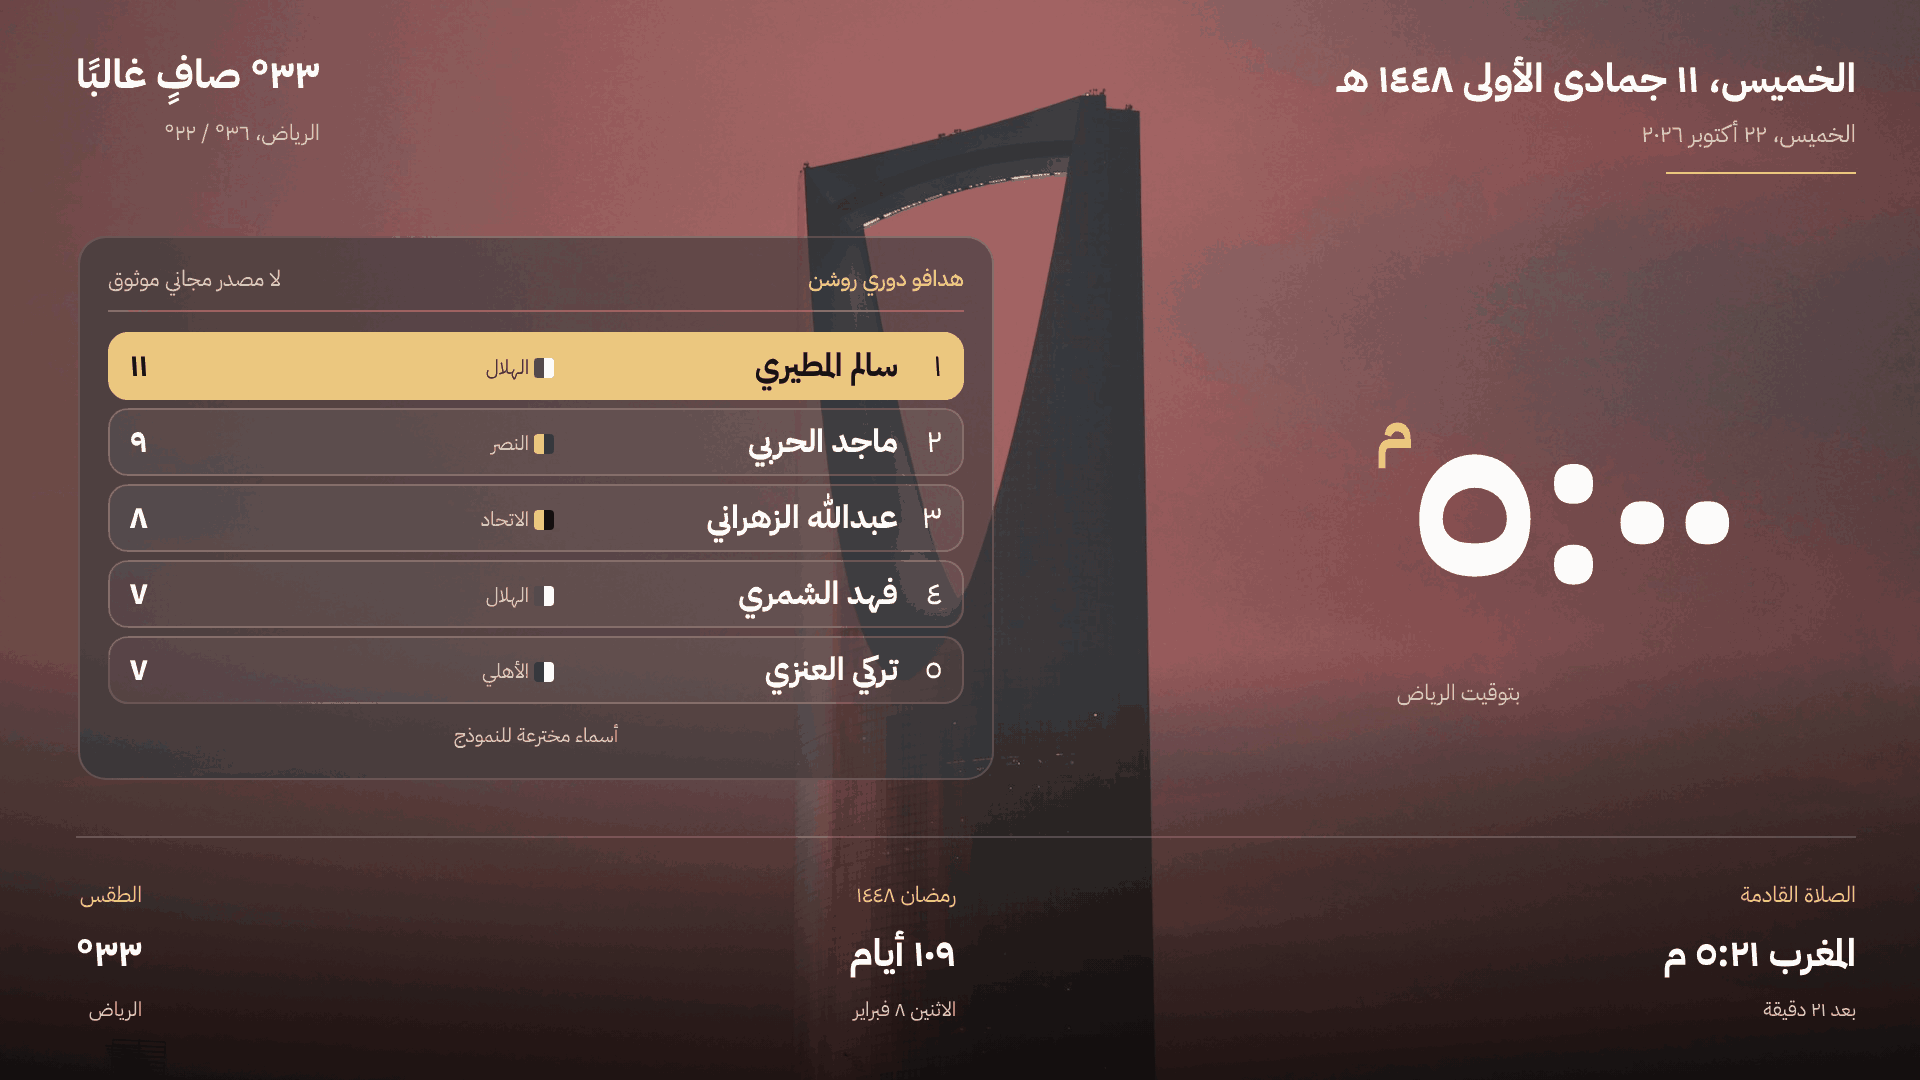 الخميس، ١١ جمادى الأولى ١٤٤٨ هـ
الخميس، ٢٢ أكتوبر ٢٠٢٦
٣٣° صافٍ غالبًا
الرياض، ٣٦° / ٢٢°
٥:٠٠ م
بتوقيت الرياض
هدافو دوري روشن
لا مصدر مجاني موثوق
١ سالم المطيري الهلال ١١
٢ ماجد الحربي النصر ٩
٣ عبدالله الزهراني الاتحاد ٨
٤ فهد الشمري الهلال ٧
٥ تركي العنزي الأهلي ٧
أسماء مخترعة للنموذج
الصلاة القادمة
المغرب ٥:٢١ م
بعد ٢١ دقيقة
رمضان ١٤٤٨
١٠٩ أيام
الاثنين ٨ فبراير
الطقس
٣٣°
الرياض